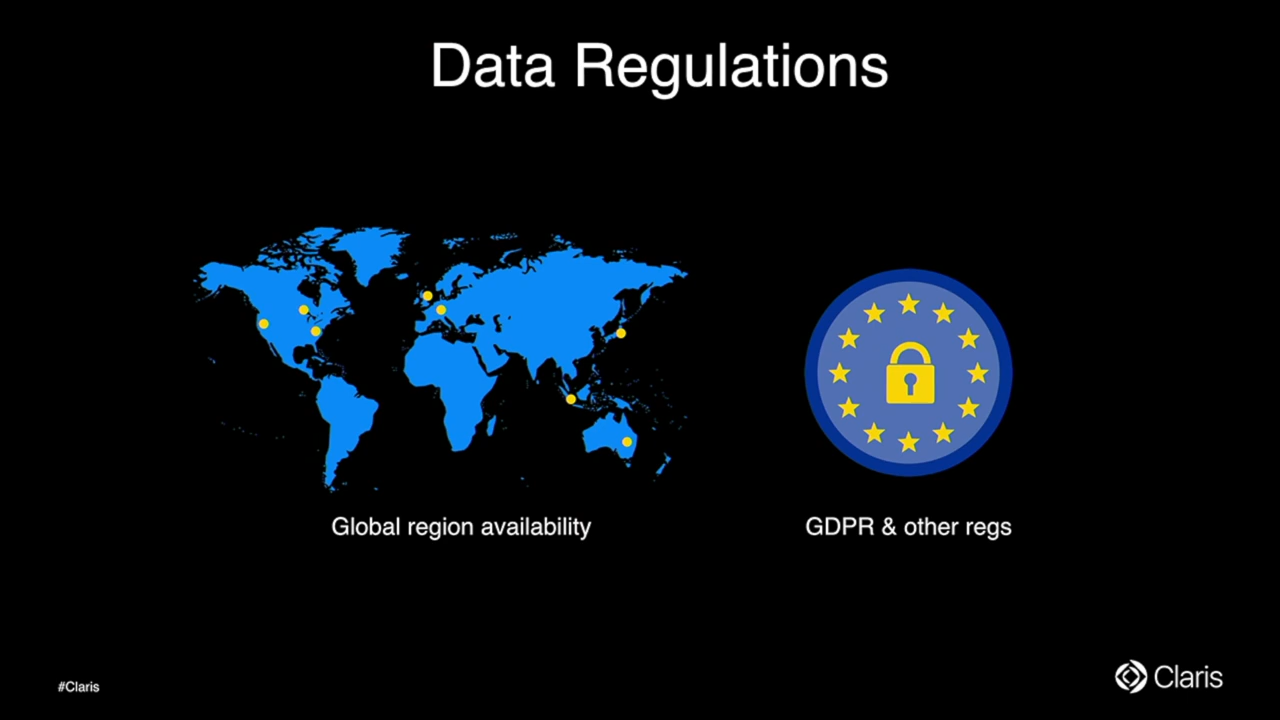 Data Regulations
Global region availability
GDPR & other regs
#Claris
Claris